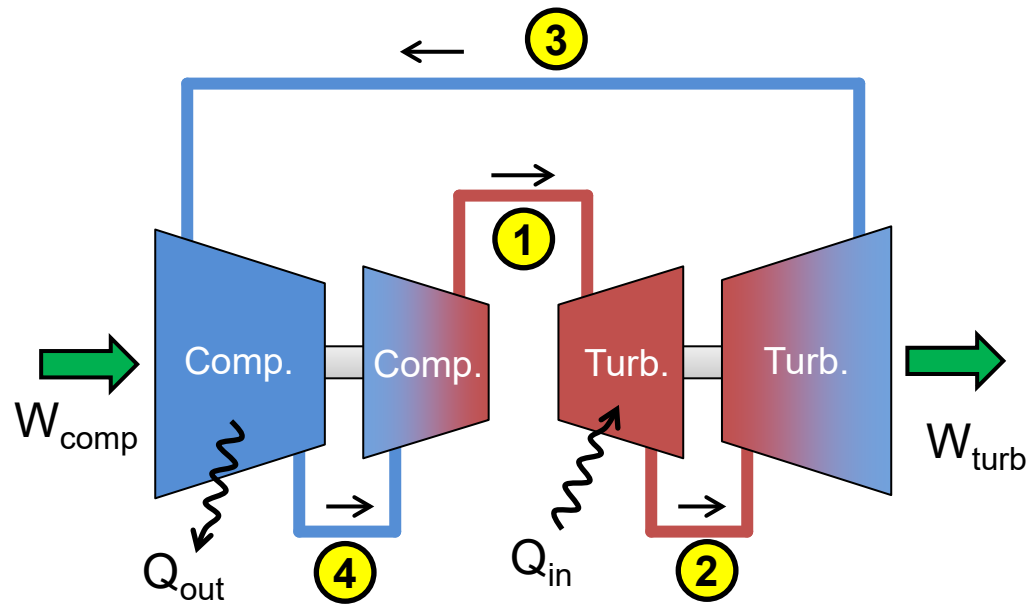 3
1
Comp.
Comp.
Turb.
Turb.
W_comp
W_turb
Q_out
4
Q_in
2